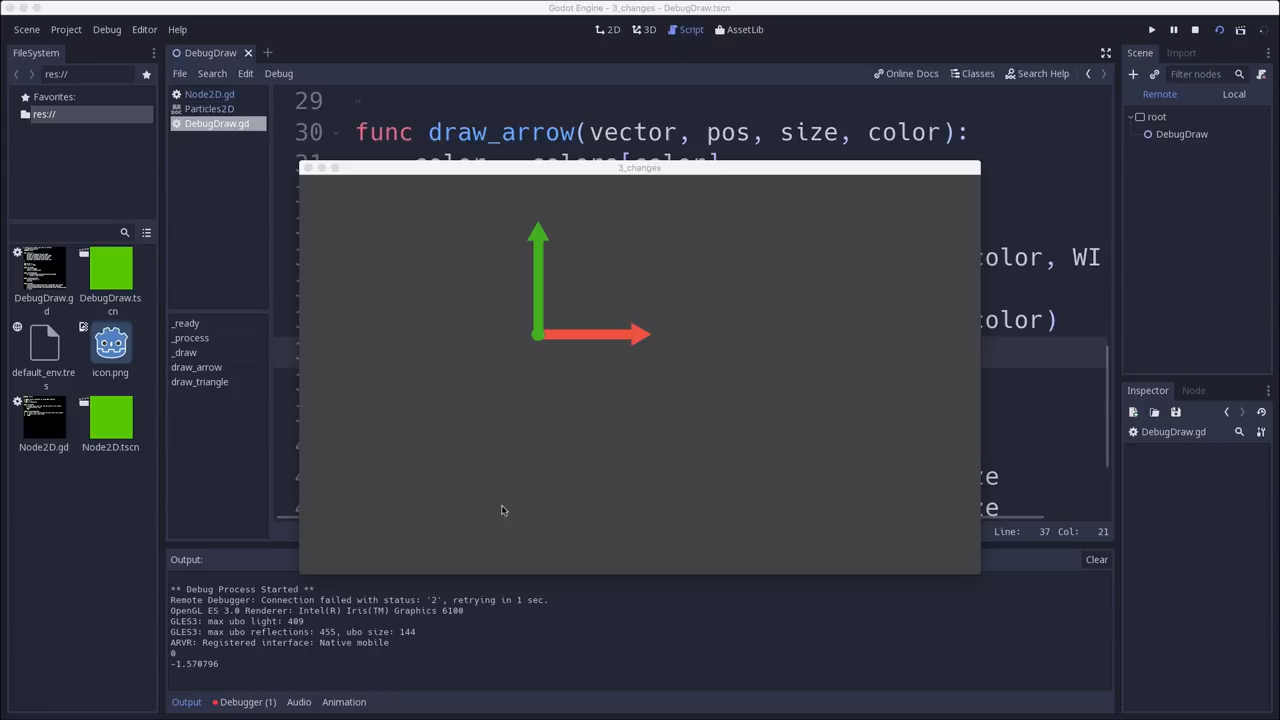 Godot Engine - 3_changes - DebugDraw.tscn
Scene Project Debug Editor Help
2D 3D Script AssetLib
FileSystem
res://
Favorites:
res://
DebugDraw.g
d
DebugDraw.ts
cn
default_env.tres
s
icon.png
Node2D.gd
Node2D.tscn
DebugDraw
File Search Edit Debug
Online Docs Classes Search Help
Node2D.gd
Particles2D
DebugDraw.gd
_ready
_process
_draw
draw_arrow
draw_triangle
29
30 func draw_arrow(vector, pos, size, color):
3_changes
color, WI
color)
ze
ze
Line: 37 Col: 21
Output:
Clear
** Debug Process Started **
Remote Debugger: Connection failed with status: '2', retrying in 1 sec.
OpenGL ES 3.0 Renderer: Intel(R) Iris(TM) Graphics 6100
GLES3: max ubo light: 409
GLES3: max ubo reflections: 455, ubo size: 144
ARVR: Registered interface: Native mobile
0
-1.570796
Output Debugger (1) Audio Animation
Scene Import
Filter nodes
Remote Local
root
DebugDraw
Inspector Node
DebugDraw.gd